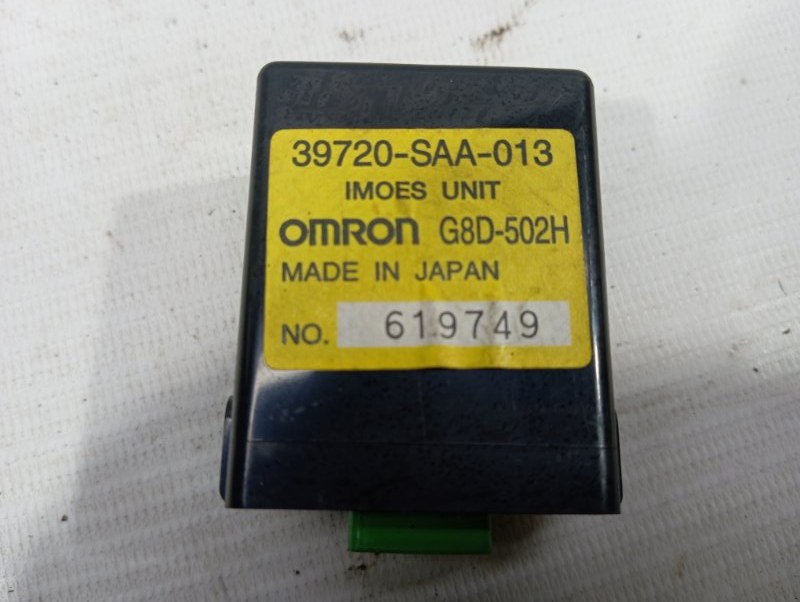 39720-SAA-013
IMOES UNIT
OMRON G8D-502H
MADE IN JAPAN
NO. 619749